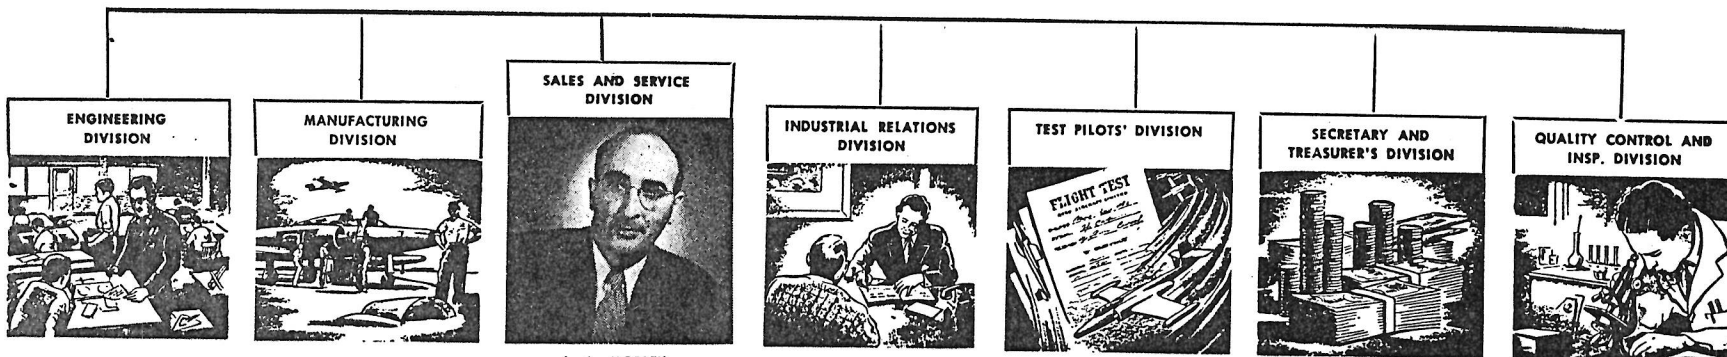 ENGINEERING
DIVISION
MANUFACTURING
DIVISION
SALES AND SERVICE
DIVISION
INDUSTRIAL RELATIONS
DIVISION
TEST PILOTS' DIVISION
FLIGHT TEST
SECRETARY AND
TREASURER'S DIVISION
QUALITY CONTROL AND
INSP. DIVISION